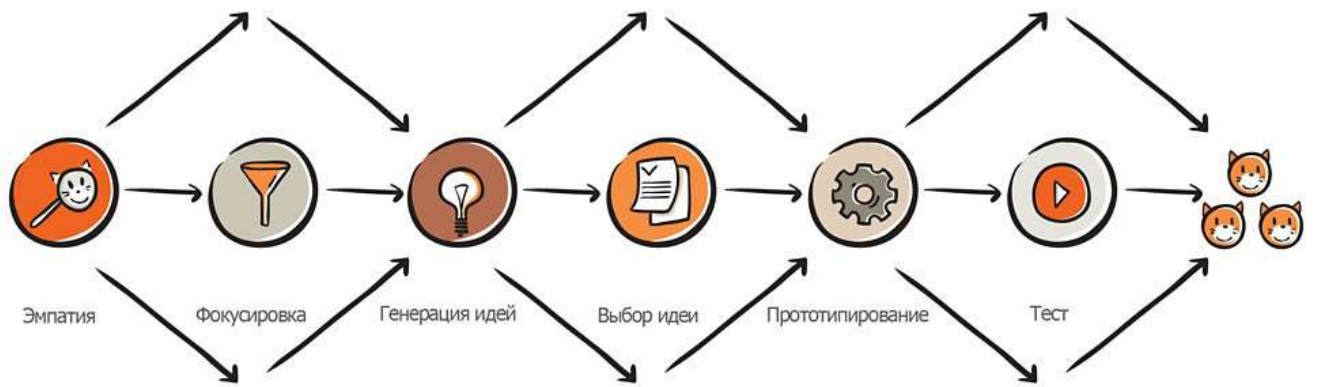 Эмпатия
Фокусировка
Генерация идей
Выбор идеи
Прототипирование
Тест